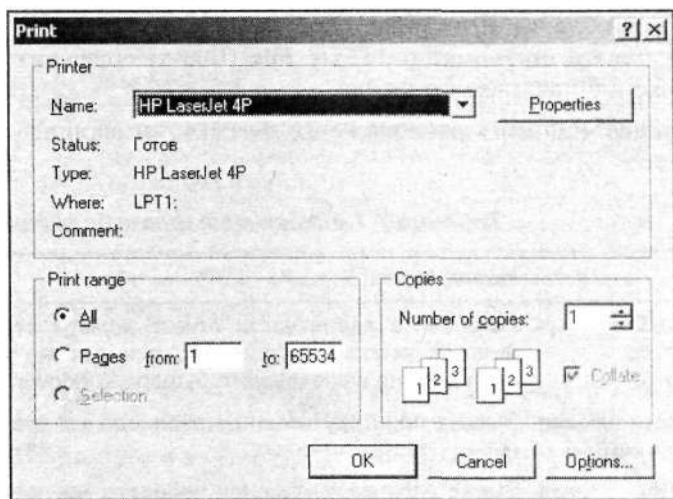 Print
Printer
Name: HP LaserJet 4P Properties
Status: Готов
Type: HP LaserJet 4P
Where: LPT1:
Comment:
Print range
All
Pages from: 1 to: 65534
Selection
Copies
Number of copies: 1
1 2 3 1 2 3
Collate
OK Cancel Options...